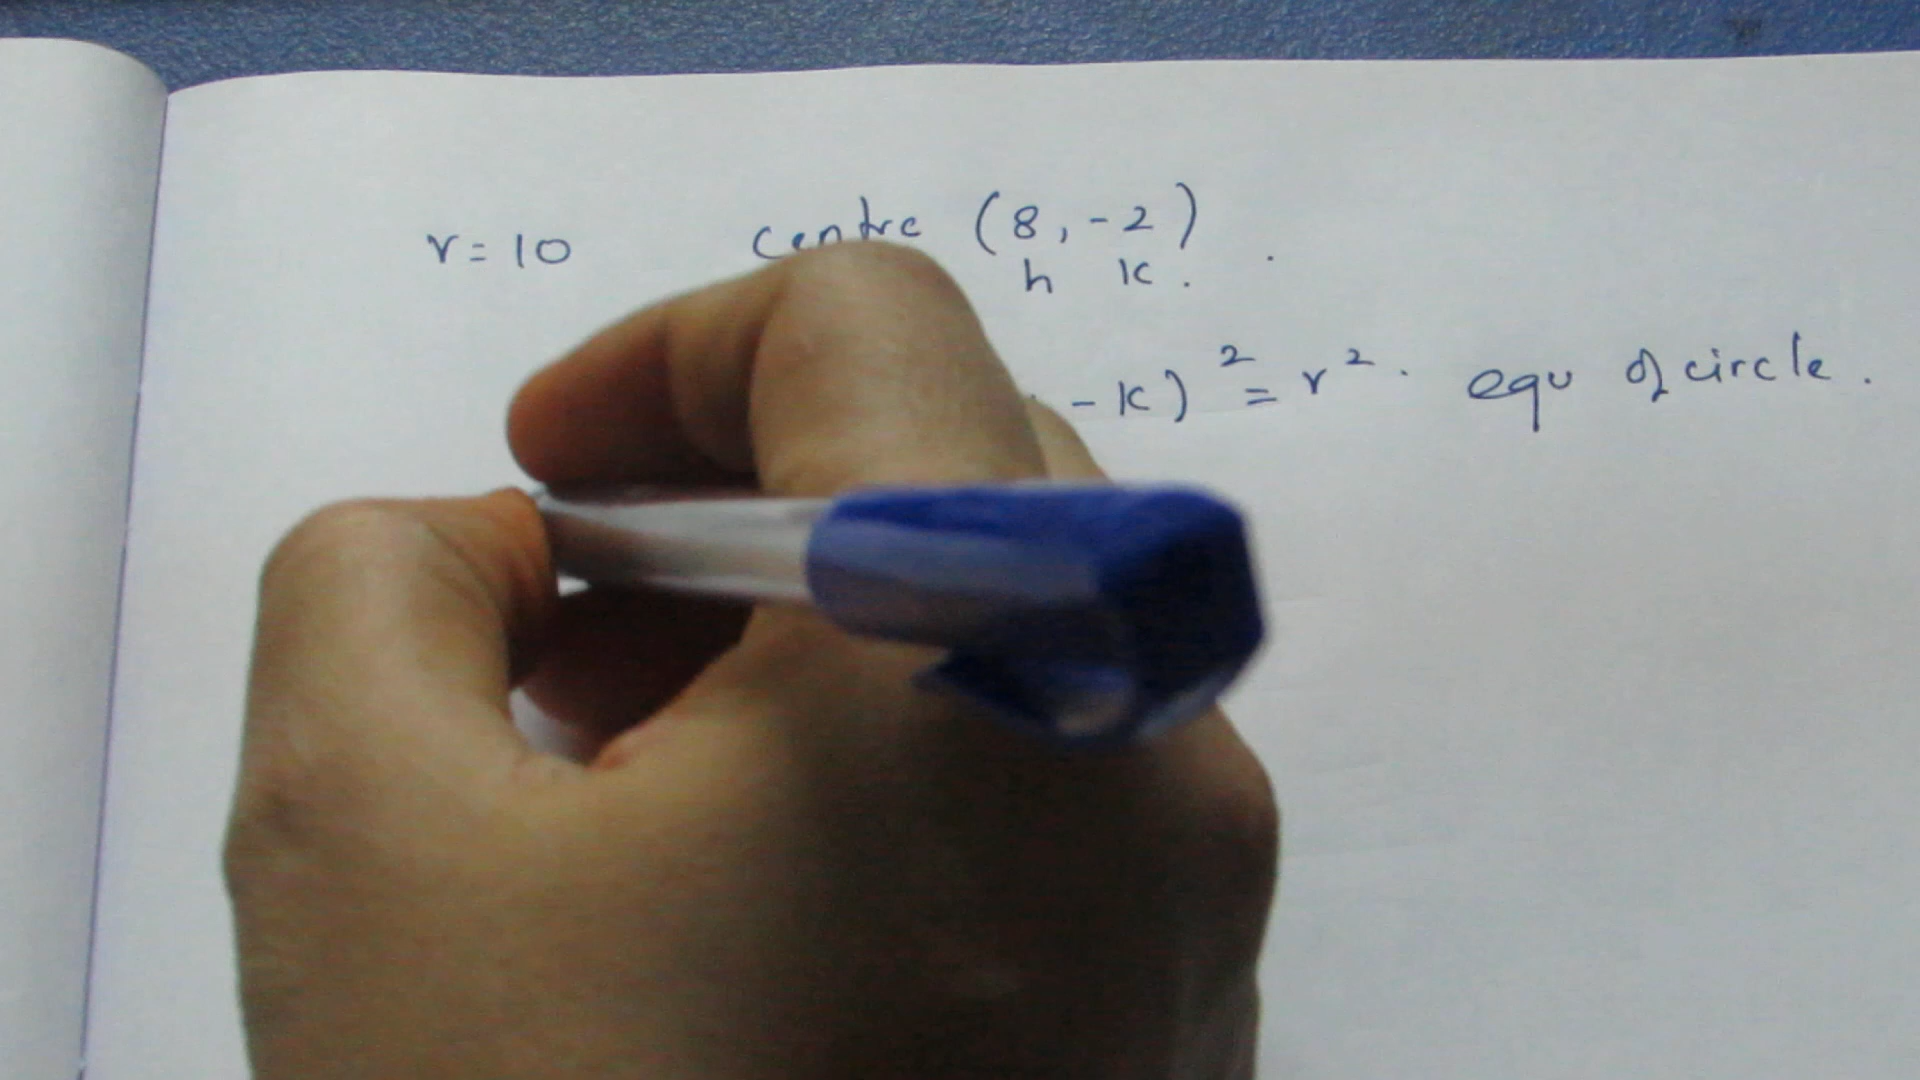 r = 10 centre (8, -2) .
h k .
- k)² = r² . equ of circle .